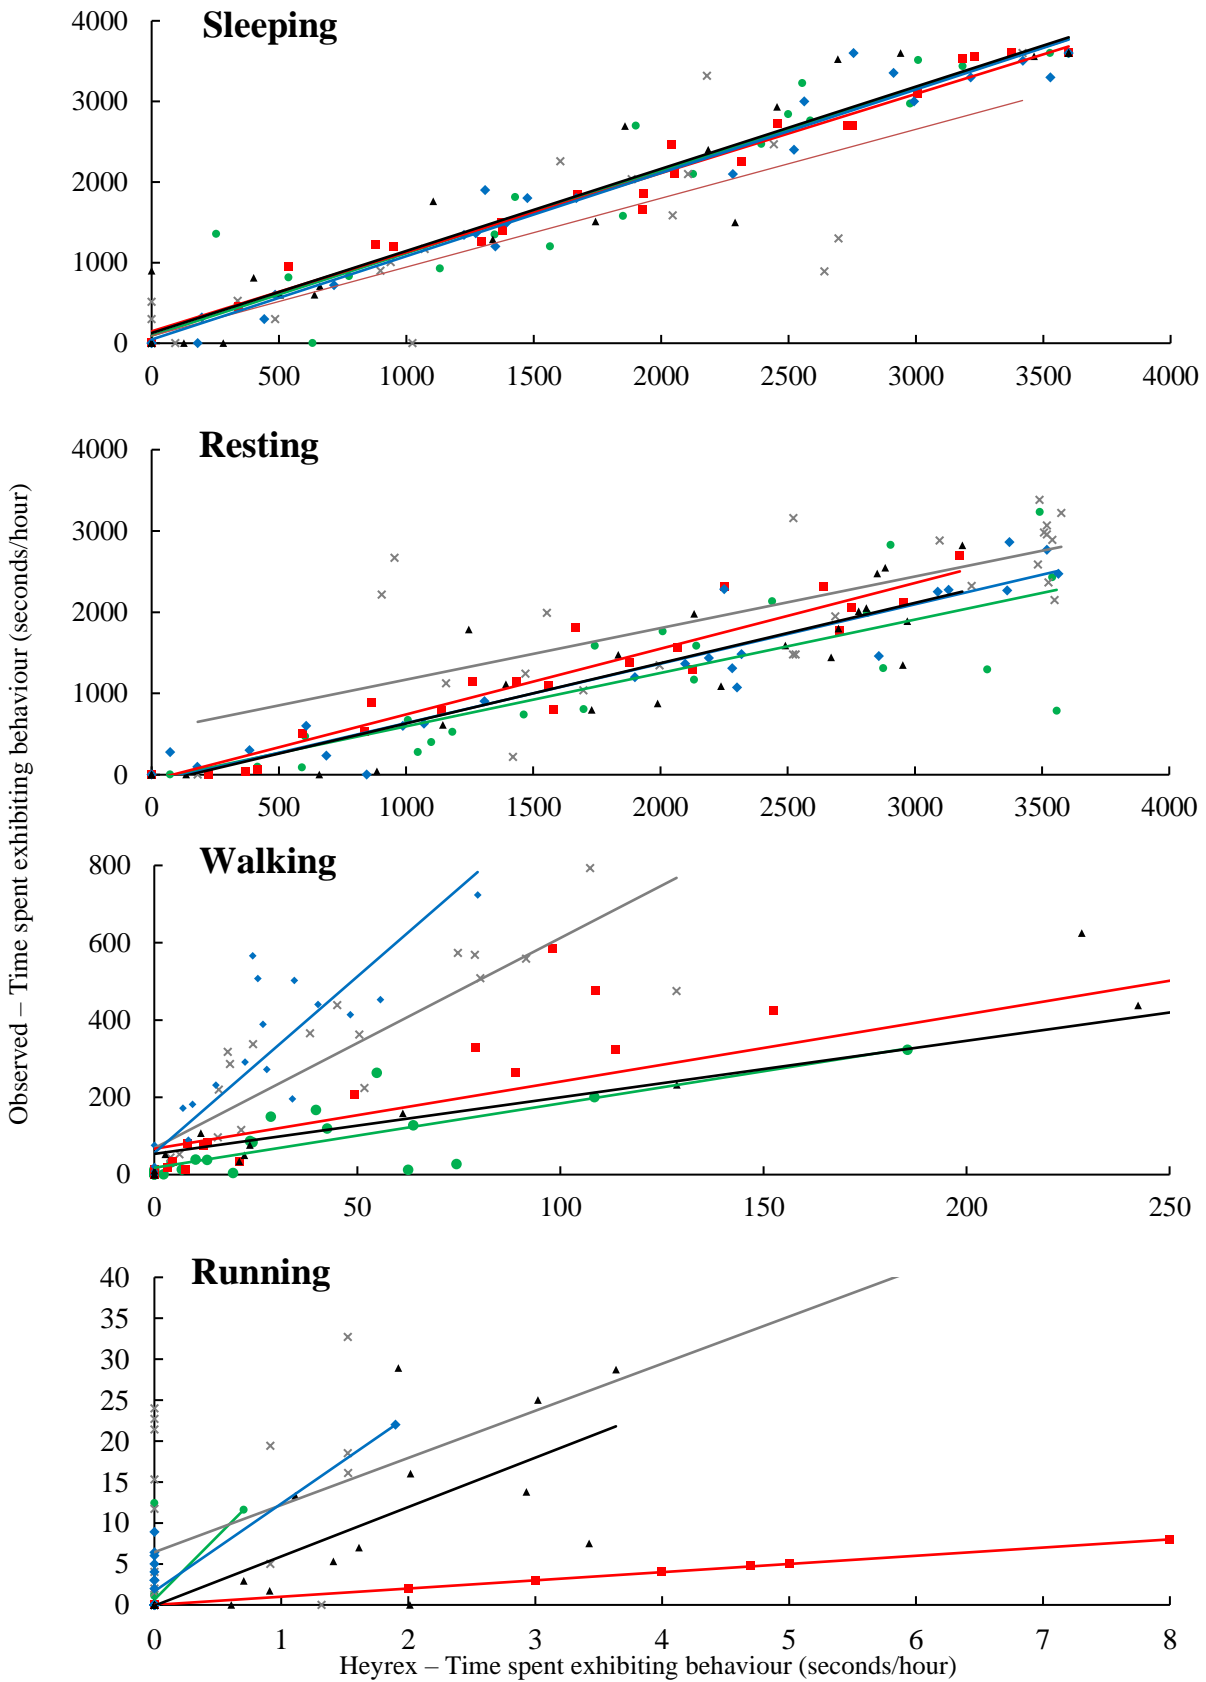 Observed – Time spent exhibiting behaviour (seconds/hour)
Sleeping
4000
3000
2000
1000
0
0 500 1000 1500 2000 2500 3000 3500 4000
Resting
4000
3000
2000
1000
0
0 500 1000 1500 2000 2500 3000 3500 4000
Walking
800
600
400
200
0
0 50 100 150 200 250
Running
40
35
30
25
20
15
10
5
0
0 1 2 3 4 5 6 7 8
Heyrex – Time spent exhibiting behaviour (seconds/hour)